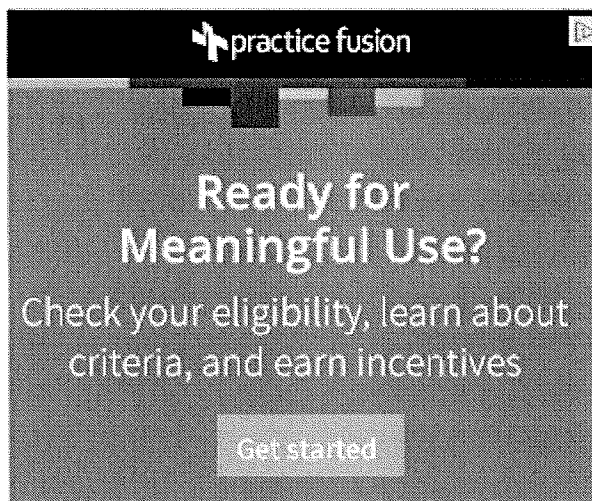 practice fusion
Ready for
Meaningful Use?
Check your eligibility, learn about
criteria, and earn incentives
Get started